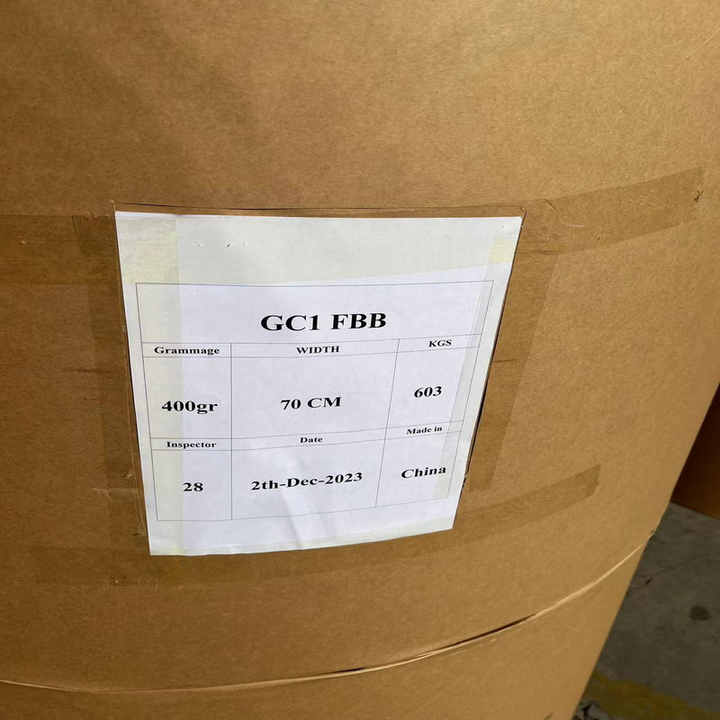 GC1 FBB
Grammage WIDTH KGS
400gr 70 CM 603
Inspector Date Made in
28 2th-Dec-2023 China